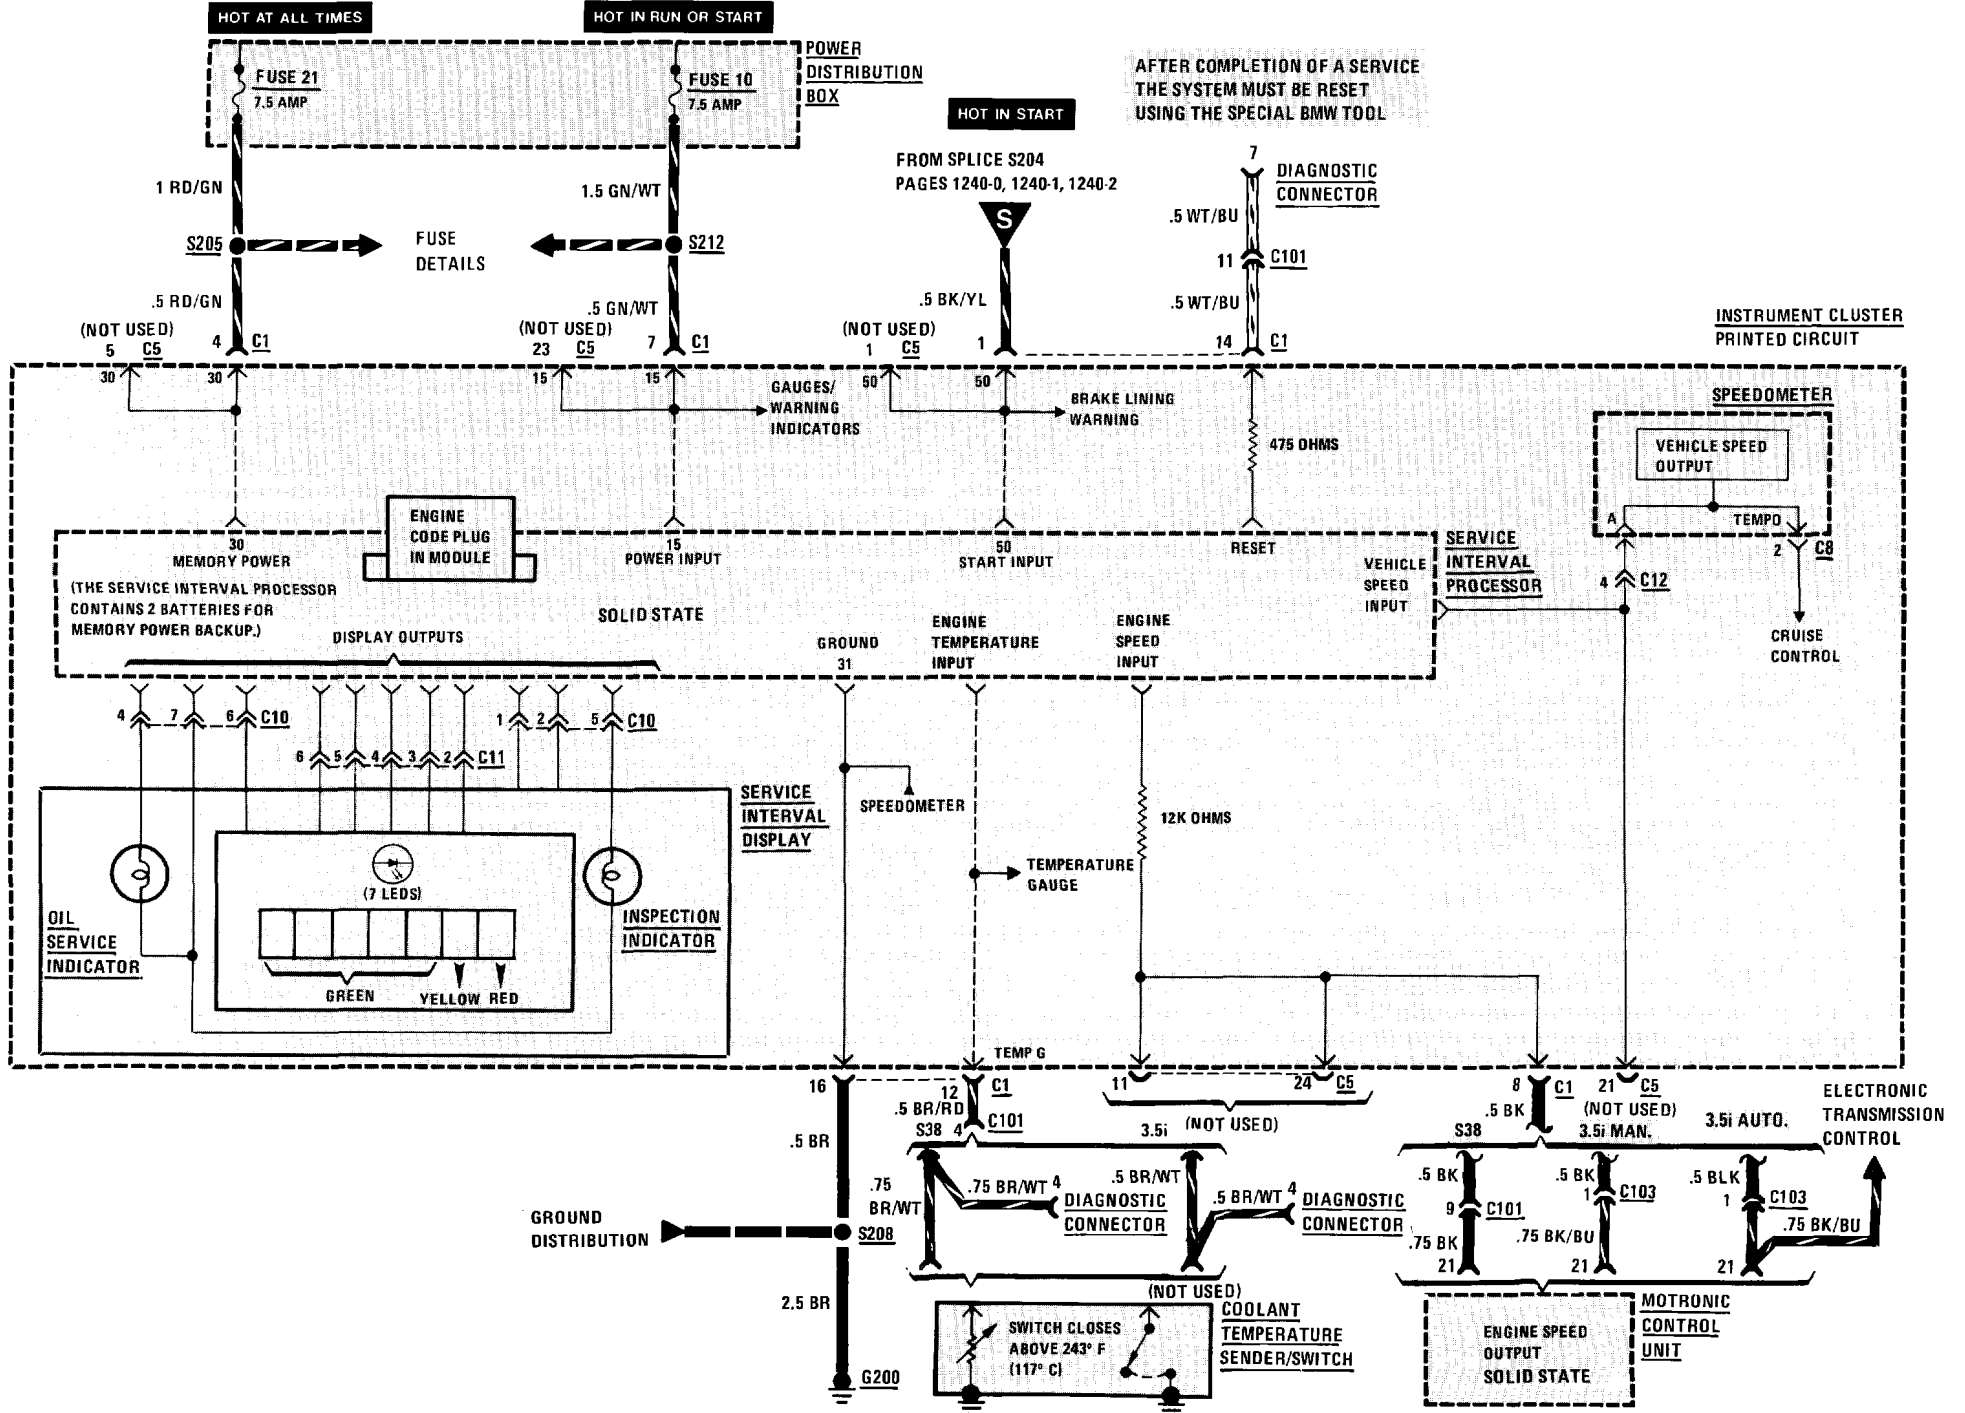 HOT AT ALL TIMES
HOT IN RUN OR START
POWER
DISTRIBUTION
BOX
FUSE 21
7.5 AMP
FUSE 10
7.5 AMP
HOT IN START
AFTER COMPLETION OF A SERVICE
THE SYSTEM MUST BE RESET
USING THE SPECIAL BMW TOOL
FROM SPLICE S204
PAGES 1240-0, 1240-1, 1240-2
S
7
DIAGNOSTIC
CONNECTOR
1 RD/GN
1.5 GN/WT
.5 WT/BU
S205
FUSE
DETAILS
S212
11
C101
.5 RD/GN
.5 GN/WT
.5 BK/YL
.5 WT/BU
(NOT USED)
5
C5
4
C1
(NOT USED)
23
C5
7
C1
(NOT USED)
1
C5
1
14
C1
INSTRUMENT CLUSTER
PRINTED CIRCUIT
30
30
15
15
50
50
GAUGES/
WARNING
INDICATORS
BRAKE LINING
WARNING
475 OHMS
SPEEDOMETER
VEHICLE SPEED
OUTPUT
A
TEMPO
2
C8
4
C12
CRUISE
CONTROL
ENGINE
CODE PLUG
IN MODULE
30
MEMORY POWER
(THE SERVICE INTERVAL PROCESSOR
CONTAINS 2 BATTERIES FOR
MEMORY POWER BACKUP.)
15
POWER INPUT
50
START INPUT
RESET
VEHICLE
SPEED
INPUT
SERVICE
INTERVAL
PROCESSOR
SOLID STATE
DISPLAY OUTPUTS
GROUND
31
ENGINE
TEMPERATURE
INPUT
ENGINE
SPEED
INPUT
4
7
6
C10
1
2
5
C10
6
5
4
3
2
C11
SERVICE
INTERVAL
DISPLAY
SPEEDOMETER
12K OHMS
TEMPERATURE
GAUGE
(7 LEDS)
OIL
SERVICE
INDICATOR
INSPECTION
INDICATOR
GREEN
YELLOW
RED
TEMP G
16
12
C1
11
24
C5
8
C1
21
C5
(NOT USED)
(NOT USED)
.5 BR/RD
4
C101
.5 BK
.5 BR
S38
3.5i
S38
3.5i MAN.
3.5i AUTO.
ELECTRONIC
TRANSMISSION
CONTROL
.75
BR/WT
.75 BR/WT
4
DIAGNOSTIC
CONNECTOR
.5 BR/WT
.5 BR/WT
4
DIAGNOSTIC
CONNECTOR
.5 BK
9
C101
.75 BK
21
.5 BK
1
C103
.75 BK/BU
21
.5 BLK
1
C103
.75 BK/BU
21
GROUND
DISTRIBUTION
S208
2.5 BR
G200
(NOT USED)
SWITCH CLOSES
ABOVE 243° F
(117° C)
COOLANT
TEMPERATURE
SENDER/SWITCH
ENGINE SPEED
OUTPUT
SOLID STATE
MOTRONIC
CONTROL
UNIT